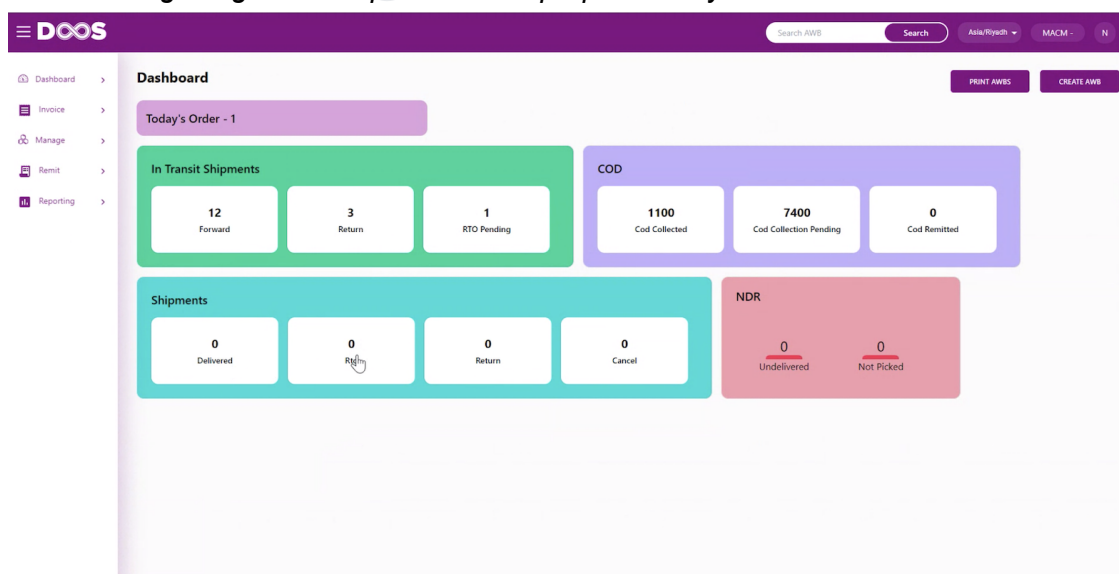 DOOS
Search AWB
Search
Asia/Riyadh
MACM -
N
Dashboard
Invoice
Manage
Remit
Reporting
Dashboard
PRINT AWBS
CREATE AWB
Today's Order - 1
In Transit Shipments
12
Forward
3
Return
1
RTO Pending
COD
1100
Cod Collected
7400
Cod Collection Pending
0
Cod Remitted
Shipments
0
Delivered
0
0
Return
0
Cancel
NDR
0
Undelivered
0
Not Picked